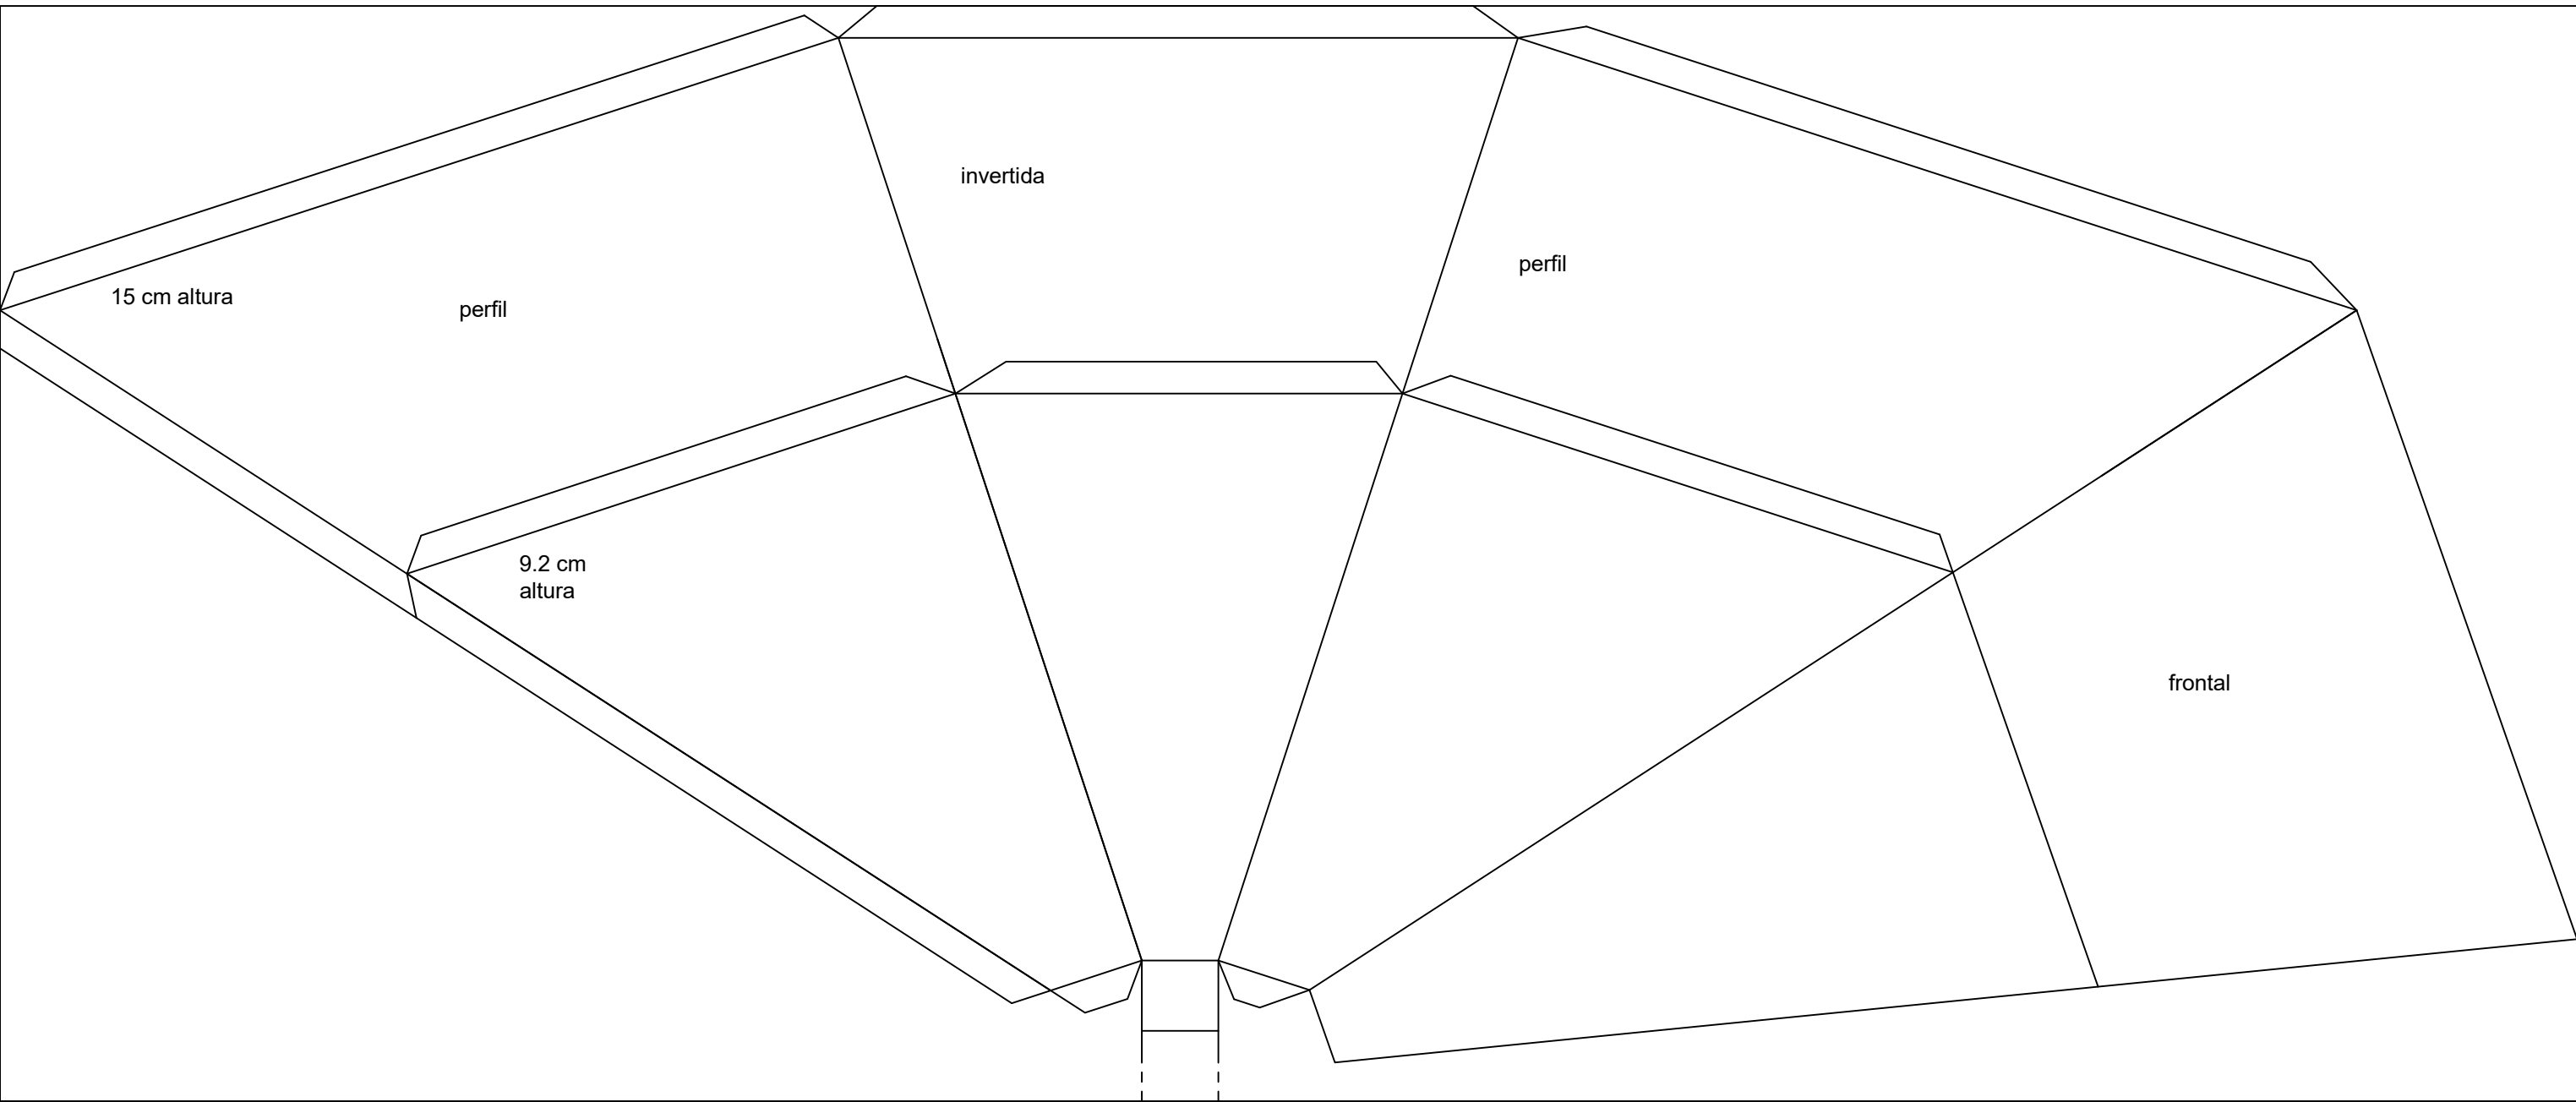 invertida
perfil
15 cm altura
perfil
9.2 cm
altura
frontal